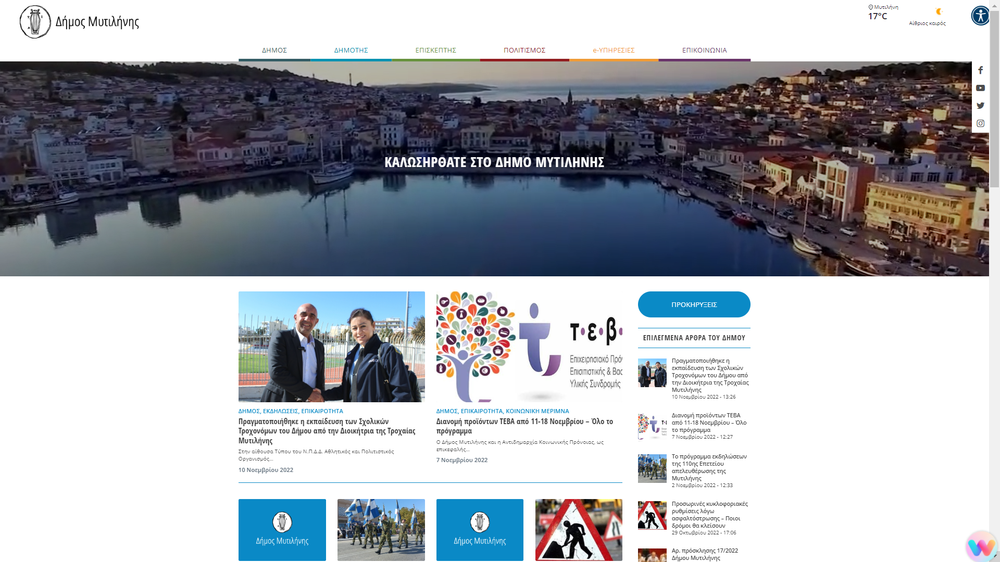 Δήμος Μυτιλήνης
Μυτιλήνη
17°C
Αίθριος καιρός
ΔΗΜΟΣ
ΔΗΜΟΤΗΣ
ΕΠΙΣΚΕΠΤΗΣ
ΠΟΛΙΤΙΣΜΟΣ
e-ΥΠΗΡΕΣΙΕΣ
ΕΠΙΚΟΙΝΩΝΙΑ
ΚΑΛΩΣΗΡΘΑΤΕ ΣΤΟ ΔΗΜΟ ΜΥΤΙΛΗΝΗΣ
τ•ε•β
Επιχειρησιακό
Επισιτιστικής &
Υλικής Συνδρομής
ΔΗΜΟΣ, ΕΚΔΗΛΩΣΕΙΣ, ΕΠΙΚΑΙΡΟΤΗΤΑ
Πραγματοποιήθηκε η εκπαίδευση των Σχολικών
Τροχονόμων του Δήμου από την Διοικήτρια της Τροχαίας
Μυτιλήνης
Στην αίθουσα Τύπου του Ν.Π.Δ.Δ. Αθλητικός και Πολιτιστικός
Οργανισμός...
10 Νοεμβρίου 2022
ΔΗΜΟΣ, ΕΠΙΚΑΙΡΟΤΗΤΑ, ΚΟΙΝΩΝΙΚΗ ΜΕΡΙΜΝΑ
Διανομή προϊόντων ΤΕΒΑ από 11-18 Νοεμβρίου – Όλο το
πρόγραμμα
Ο Δήμος Μυτιλήνης και η Αντιδημαρχία Κοινωνικής Πρόνοιας, ως
επικεφαλής...
7 Νοεμβρίου 2022
Δήμος Μυτιλήνης
Δήμος Μυτιλήνης
ΠΡΟΚΗΡΥΞΕΙΣ
ΕΠΙΛΕΓΜΕΝΑ ΑΡΘΡΑ ΤΟΥ ΔΗΜΟΥ
Πραγματοποιήθηκε η
εκπαίδευση των Σχολικών
Τροχονόμων του Δήμου από
την Διοικήτρια της Τροχαίας
Μυτιλήνης
10 Νοεμβρίου 2022 - 13:26
Διανομή προϊόντων ΤΕΒΑ
από 11-18 Νοεμβρίου – Όλο
το πρόγραμμα
7 Νοεμβρίου 2022 - 12:27
Το πρόγραμμα εκδηλώσεων
της 110ης Επετείου
απελευθέρωσης της
Μυτιλήνης
2 Νοεμβρίου 2022 - 12:33
Προσωρινές κυκλοφοριακές
ρυθμίσεις λόγω
ασφαλτόστρωσης – Ποιοι
δρόμοι θα κλείσουν
29 Οκτωβρίου 2022 - 17:06
Αρ. πρόσκλησης 17/2022
Δήμου Μυτιλήνης